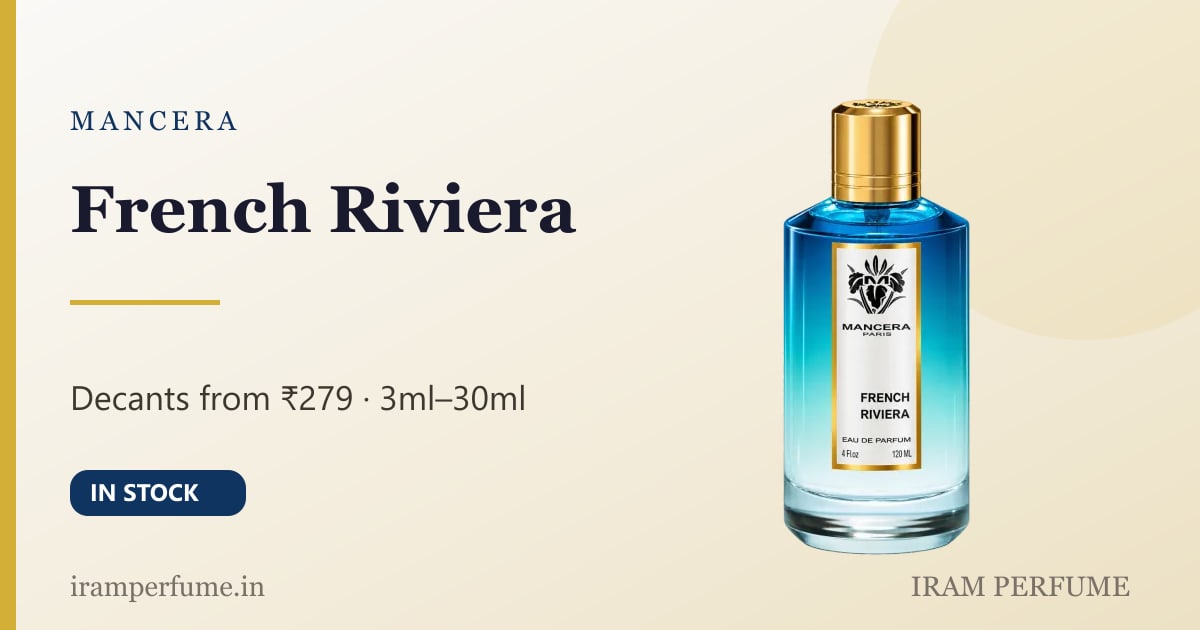 MANCERA
French Riviera
Decants from ₹279 · 3ml–30ml
IN STOCK
iramperfume.in
MANCERA
PARIS
FRENCH
RIVIERA
EAU DE PARFUM
4 Fl.oz 120 ML
IRAM PERFUME